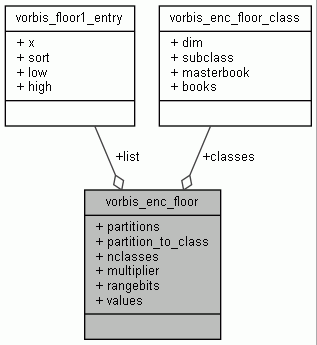 vorbis_floor1_entry
+ x
+ sort
+ low
+ high
vorbis_enc_floor_class
+ dim
+ subclass
+ masterbook
+ books
+list
+classes
vorbis_enc_floor
+ partitions
+ partition_to_class
+ nclasses
+ multiplier
+ rangebits
+ values